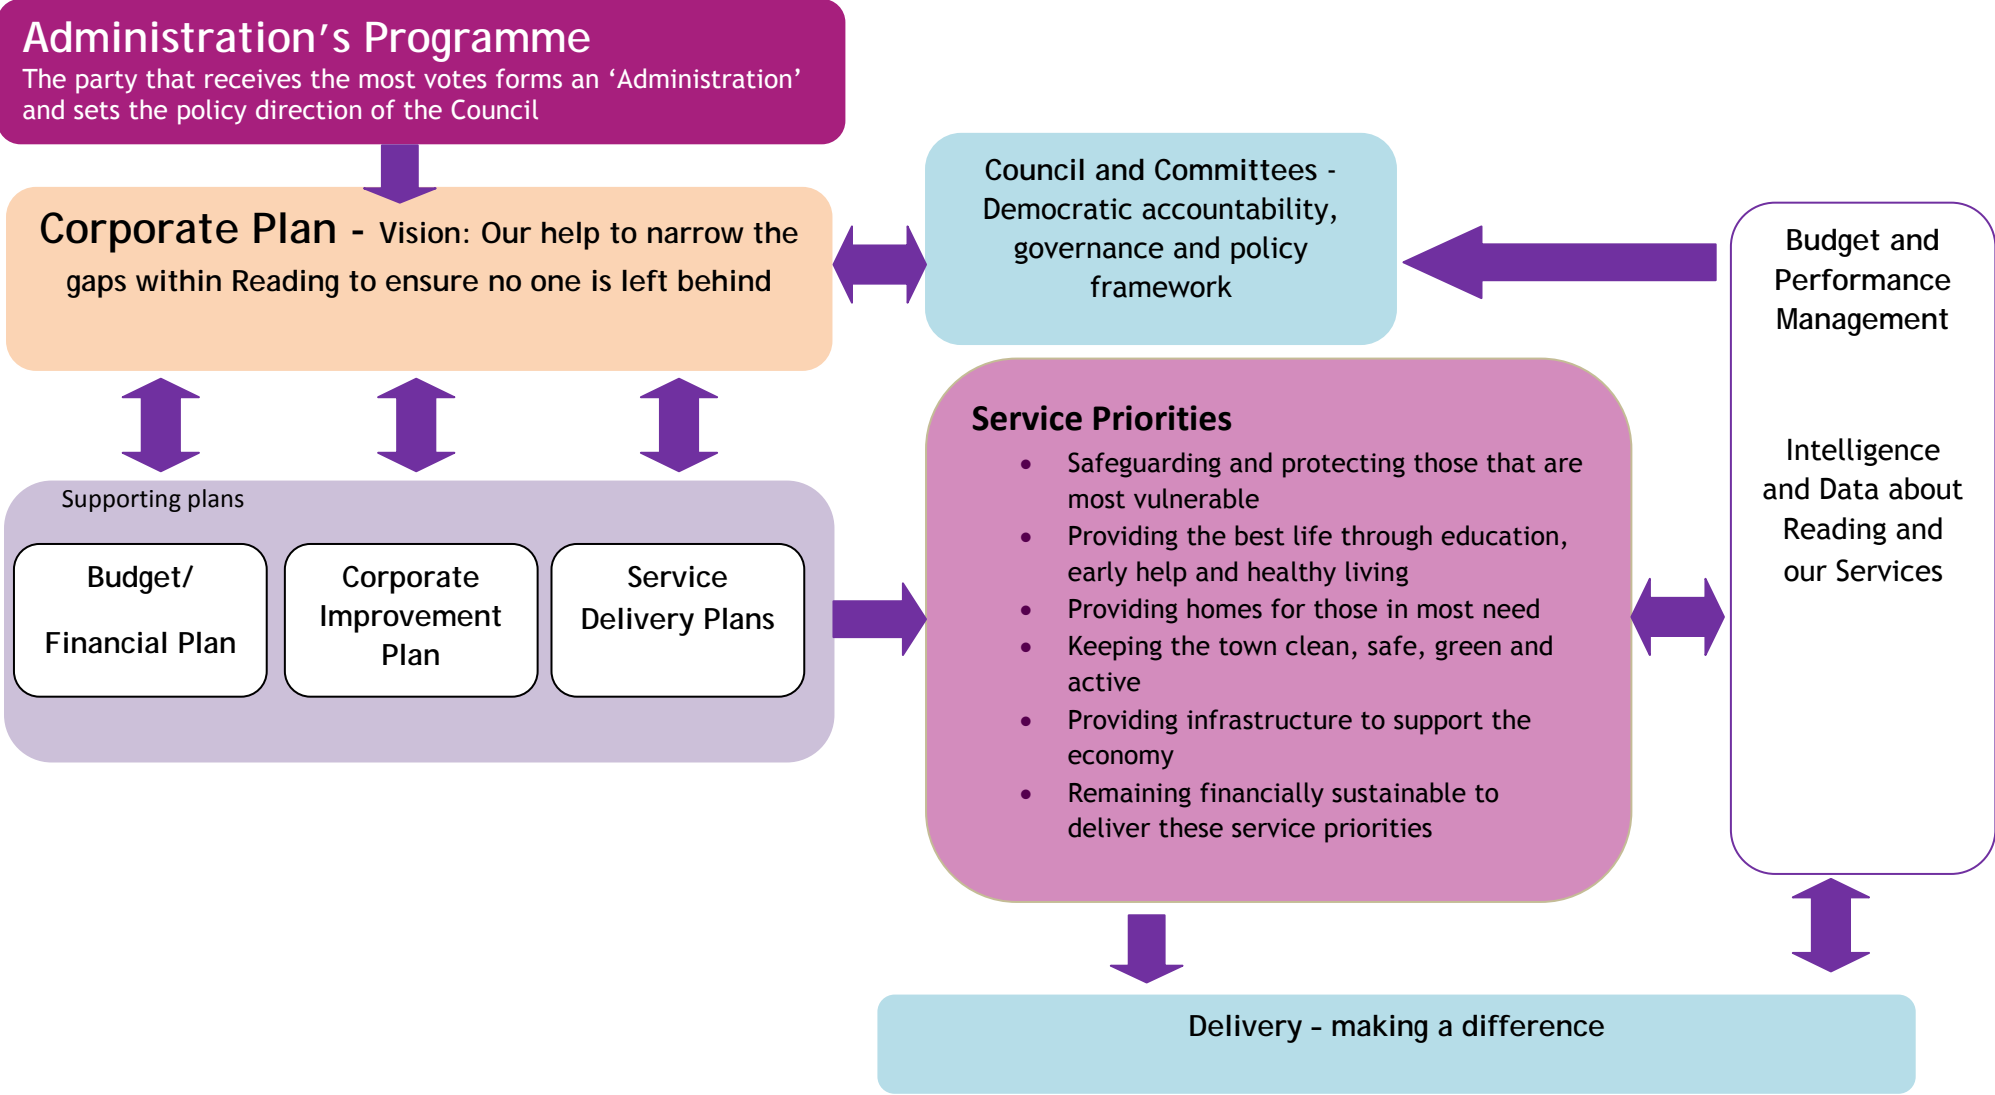 Administration’s Programme
The party that receives the most votes forms an ‘Administration’
and sets the policy direction of the Council
Corporate Plan - Vision: Our help to narrow the
gaps within Reading to ensure no one is left behind
Council and Committees -
Democratic accountability,
governance and policy
framework
Budget and
Performance
Management
Intelligence
and Data about
Reading and
our Services
Supporting plans
Budget/
Financial Plan
Corporate
Improvement
Plan
Service
Delivery Plans
Service Priorities
• Safeguarding and protecting those that are
most vulnerable
• Providing the best life through education,
early help and healthy living
• Providing homes for those in most need
• Keeping the town clean, safe, green and
active
• Providing infrastructure to support the
economy
• Remaining financially sustainable to
deliver these service priorities
Delivery – making a difference